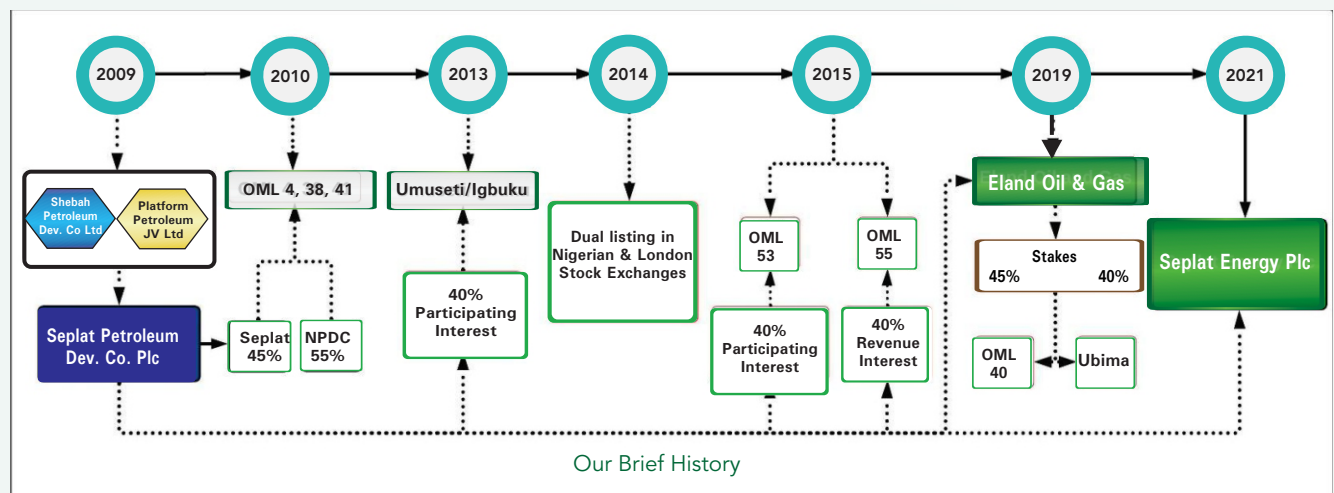 2009
2010
2013
2014
2015
2019
2021
Shebah
Petroleum
Dev. Co Ltd
Platform
Petroleum
JV Ltd
Seplat Petroleum
Dev. Co. Plc
OML 4, 38, 41
Seplat
45%
NPDC
55%
Umuseti/Igbuku
40%
Participating
Interest
Dual listing in
Nigerian & London
Stock Exchanges
OML
53
40%
Participating
Interest
OML
55
40%
Revenue
Interest
Eland Oil & Gas
Stakes
45% 40%
OML
40
Ubima
Seplat Energy Plc
Our Brief History